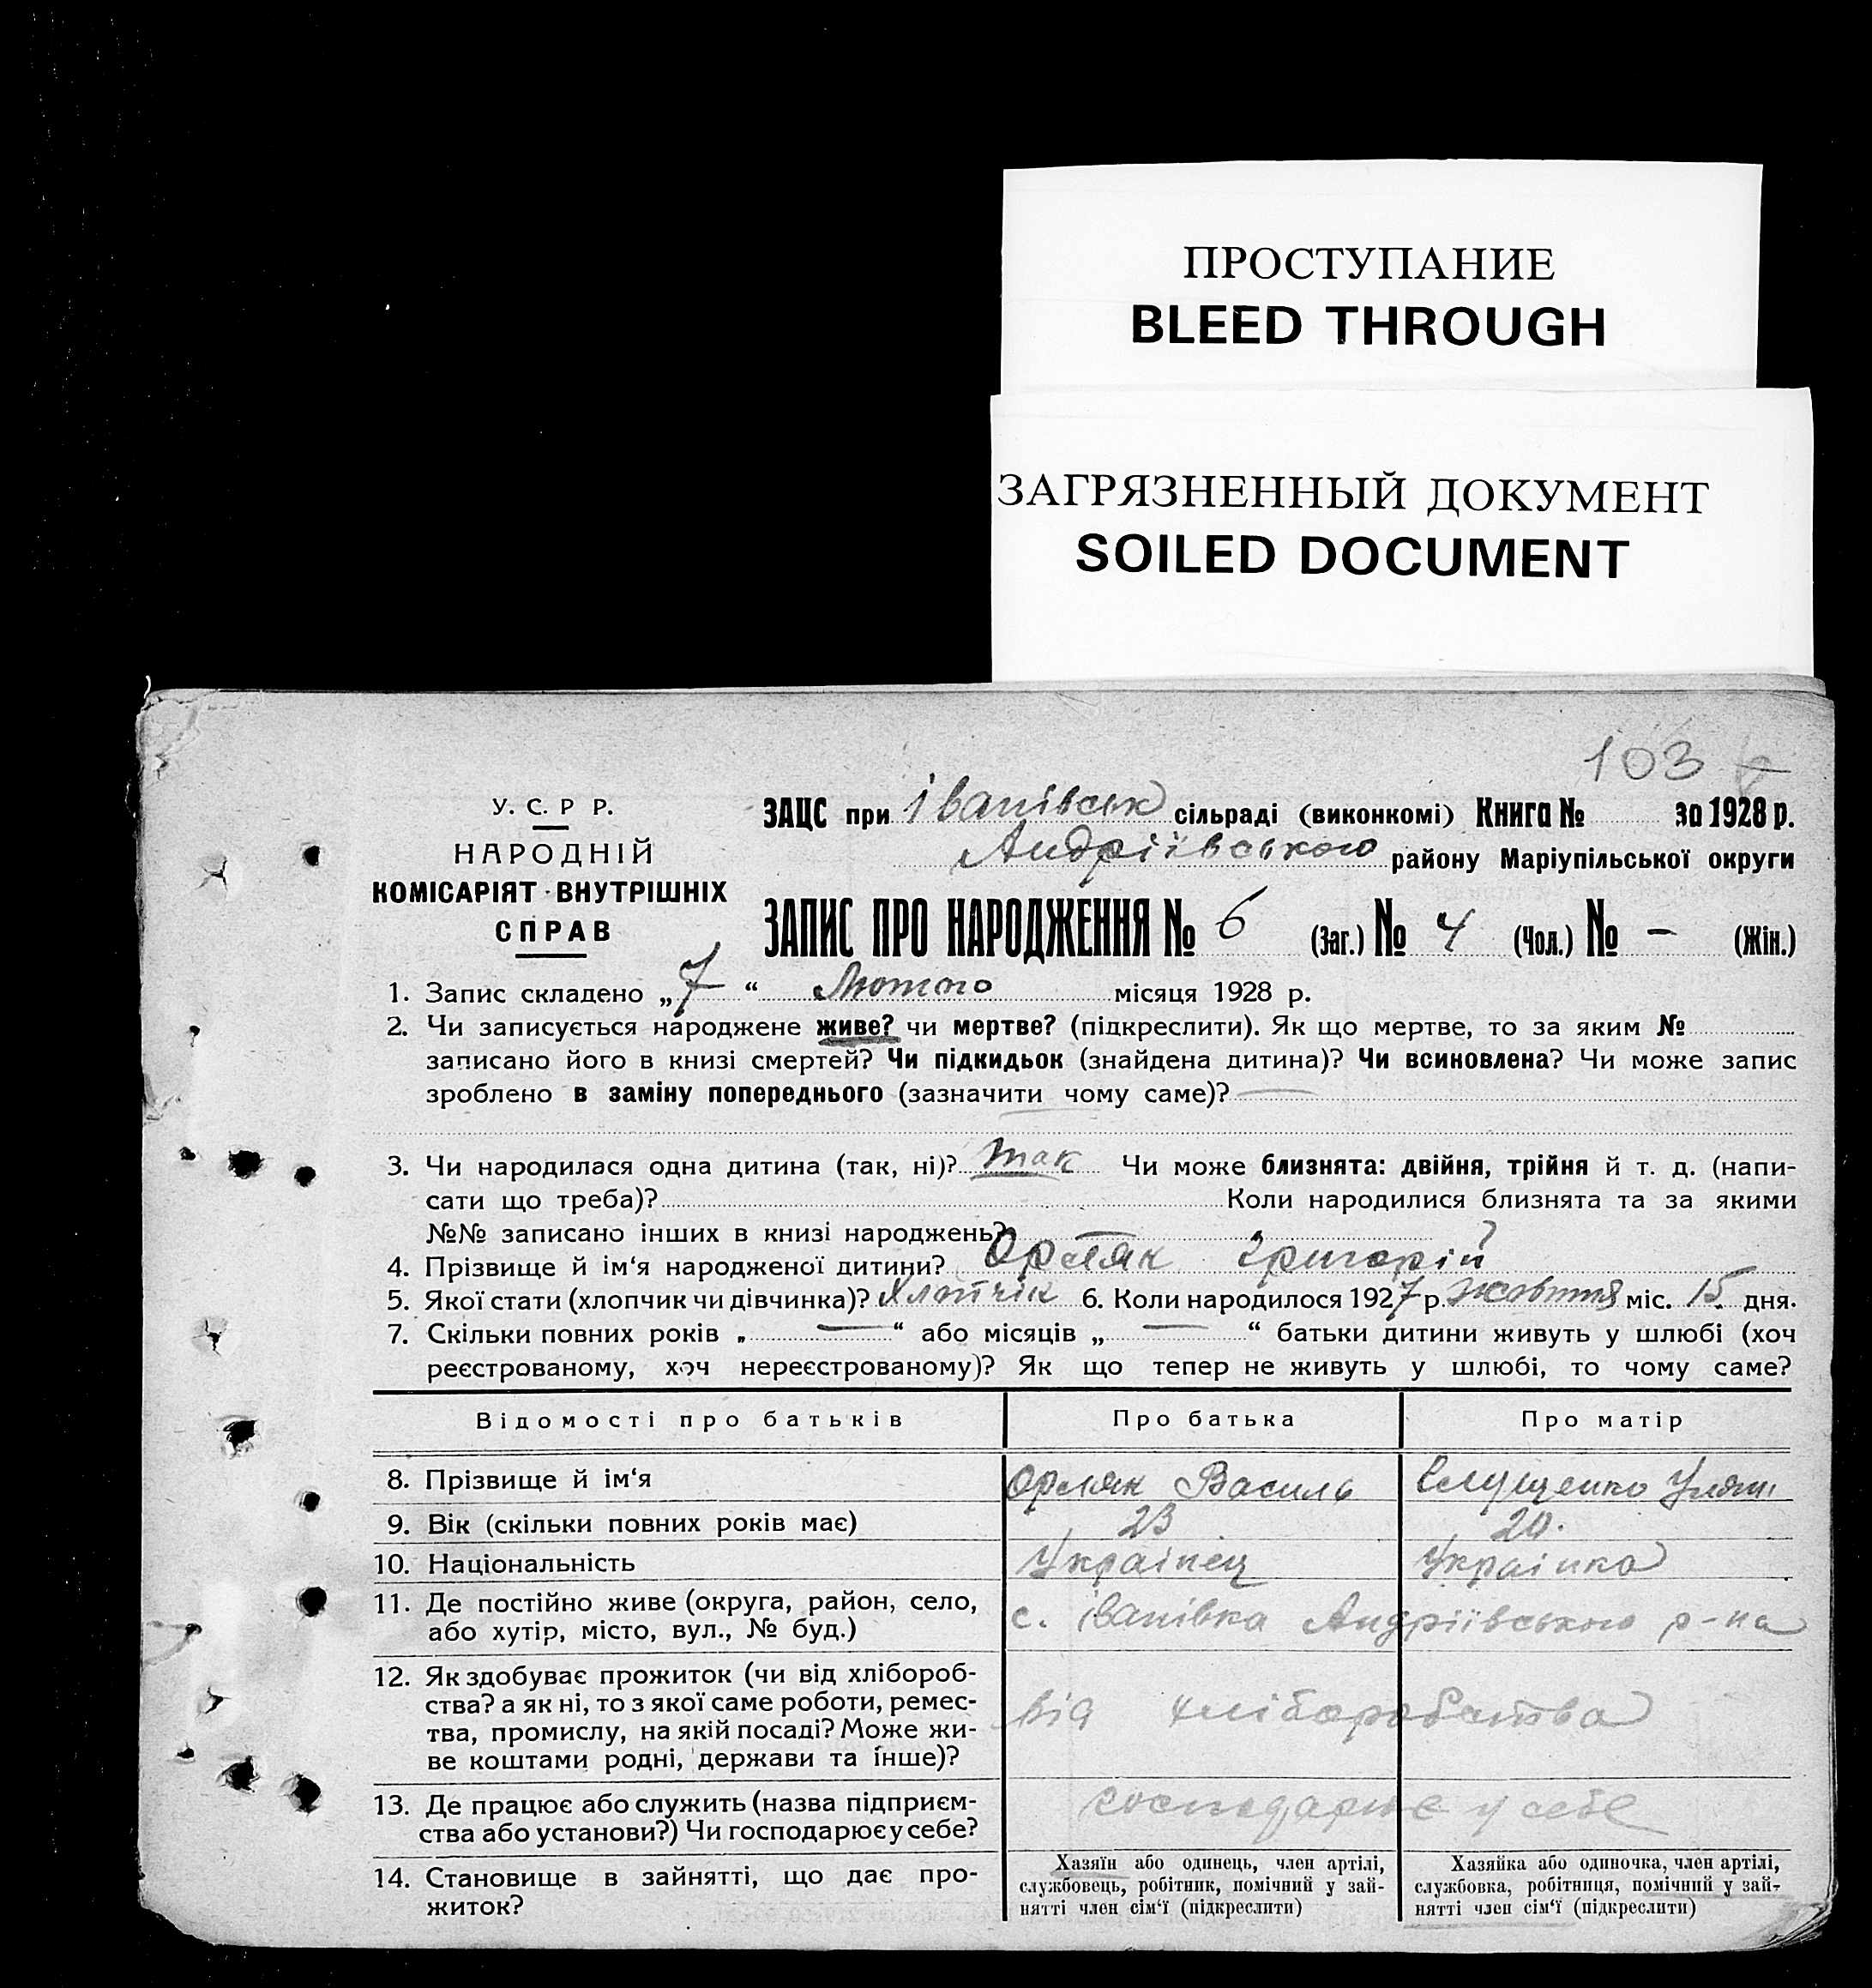 ПРОСТУПАНИЕ
BLEED THROUGH
ЗАГРЯЗНЕННЫЙ ДОКУМЕНТ
SOILED DOCUMENT
103
У. С. Р Р.
НАРОДНІЙ
КОМІСАРІЯТ ВНУТРІШНІХ
СПРАВ
ЗАЦС при Іванівськ сільраді (виконкомі) Книга № за 1928 р.
Андріївського району Маріупільської округи
ЗАПИС ПРО НАРОДЖЕННЯ № 6 (Заг.) № 4 (Чол.) № – (Жін.)
1. Запис складено „7“ Лютого місяця 1928 р.
2. Чи записується народжене живе? чи мертве? (підкреслити). Як що мертве, то за яким №
записано його в книзі смертей? Чи підкидьок (знайдена дитина)? Чи всиновлена? Чи може запис
зроблено в заміну попереднього (зазначити чому саме)? —
3. Чи народилася одна дитина (так, ні)? так Чи може близнята: двійня, трійня й т. д. (напи-
сати що треба)? Коли народилися близнята та за якими
№№ записано інших в книзі народжень?
4. Прізвище й ім‘я народженої дитини? Орляк Григорій
5. Якої стати (хлопчик чи дівчинка)? Хлопчік 6. Коли народилося 1927 р. жовтня міс. 15 дня.
7. Скільки повних років „ — “ або місяців „ — “ батьки дитини живуть у шлюбі (хоч
реєстрованому, хоч нереєстрованому)? Як що тепер не живуть у шлюбі, то чому саме?
Відомості про батьків Про батька Про матір
8. Прізвище й ім‘я Орляк Василь Єлущенко
9. Вік (скільки повних років має) 23 20.
10. Національність Українец Українка
11. Де постійно живе (округа, район, село,
або хутір, місто, вул., № буд.) с. Іванівка Андріївського р-на
12. Як здобуває прожиток (чи від хлібороб-
ства? а як ні, то з якої саме роботи, ремес-
тва, промислу, на якій посаді? Може жи-
ве коштами родні, держави та інше)? від хліборобства
13. Де працює або служить (назва підприєм-
ства або установи?) Чи господарює у себе? господарює у себе
14. Становище в зайнятті, що дає про-
житок?
Хазяїн або одинець, член артілі,
службовець, робітник, помічний у зай-
нятті член сім‘ї (підкреслити)
Хазяйка або одиночка, член артілі,
службовка, робітниця, помічний у зай-
нятті член сім‘ї (підкреслити)